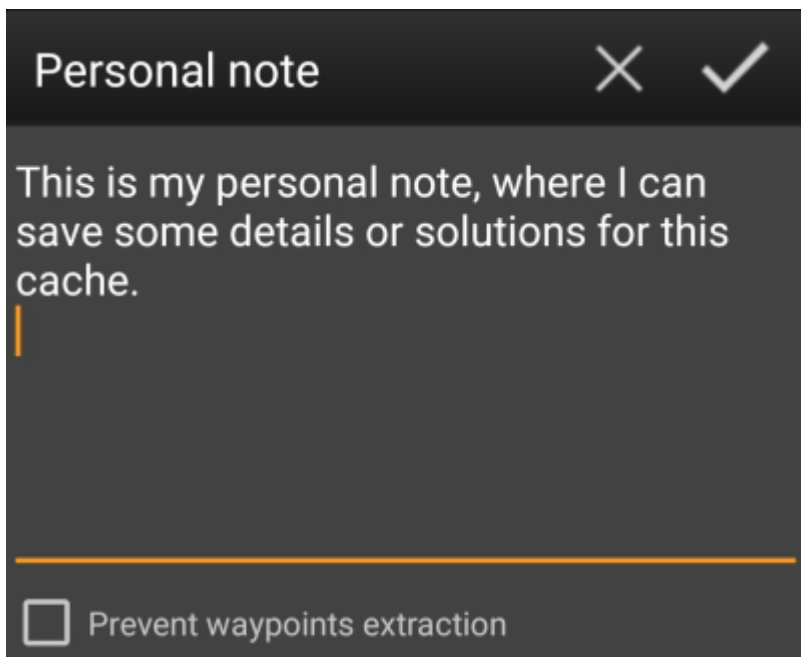 Personal note
This is my personal note, where I can
save some details or solutions for this
cache.
Prevent waypoints extraction